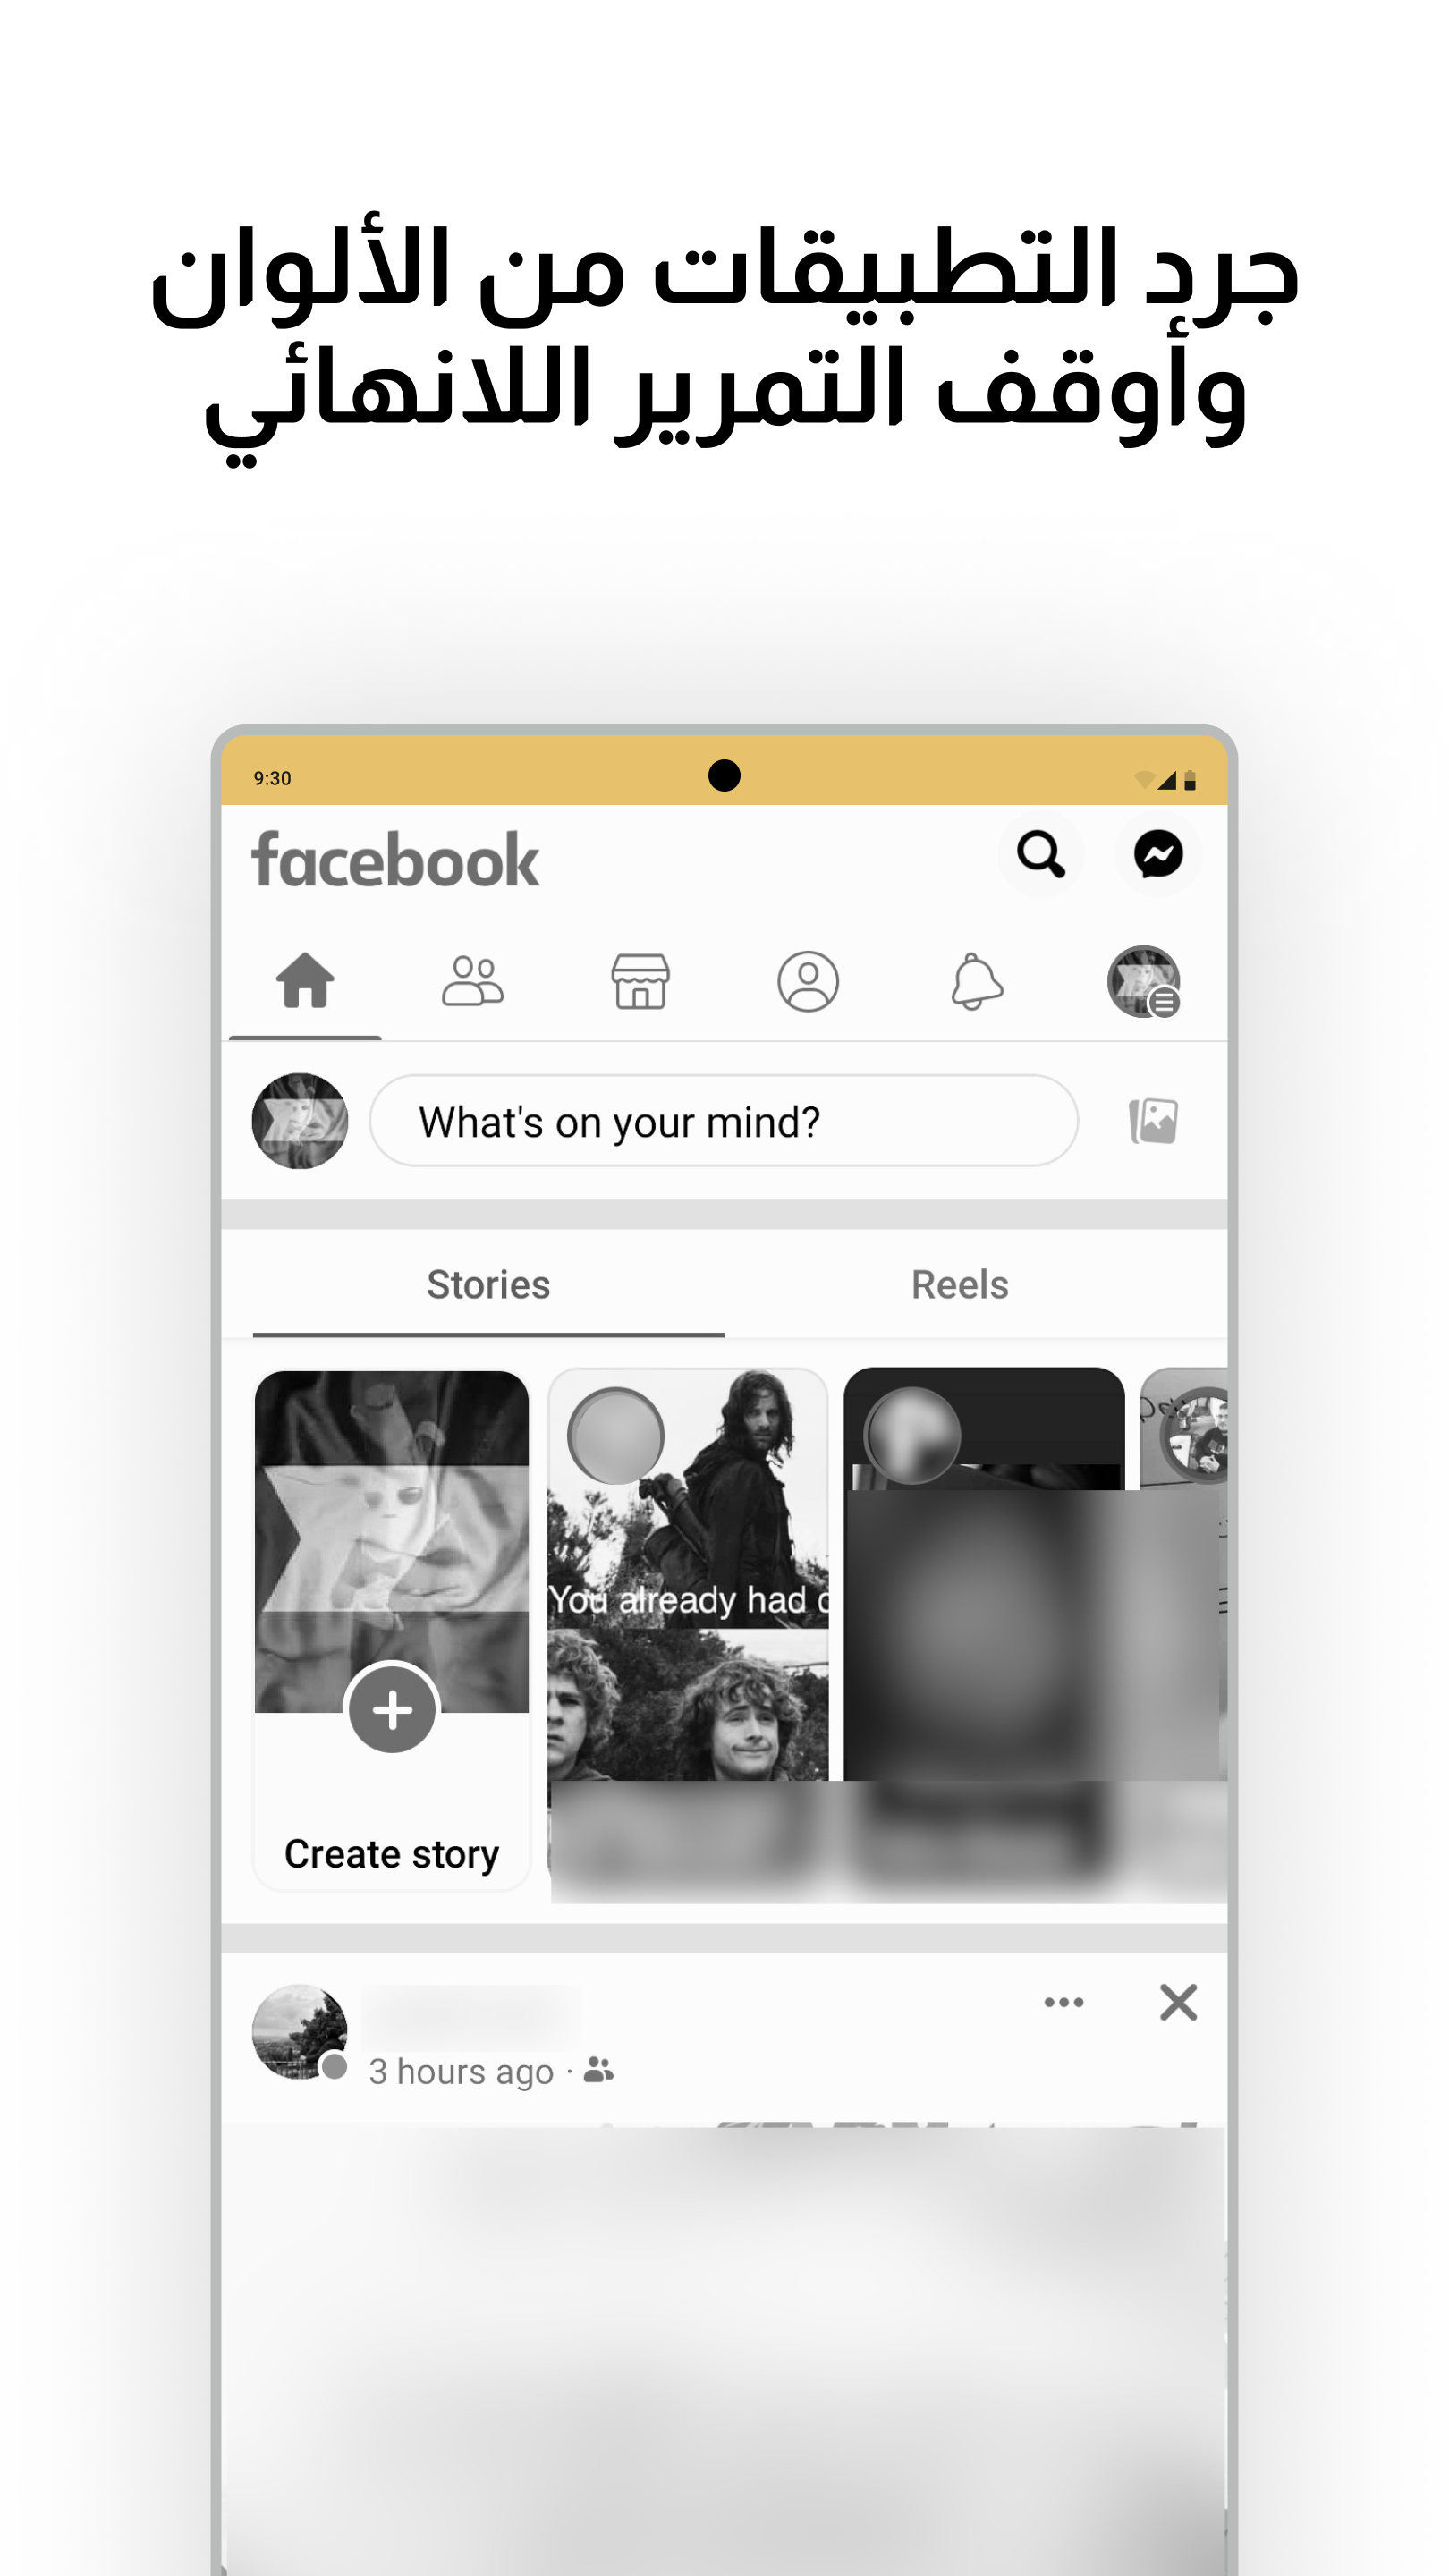 جرد التطبيقات من الألوان
وأوقف التمرير اللانهائي
9:30
facebook
What's on your mind?
Stories
Reels
You already had
Create story
3 hours ago ·